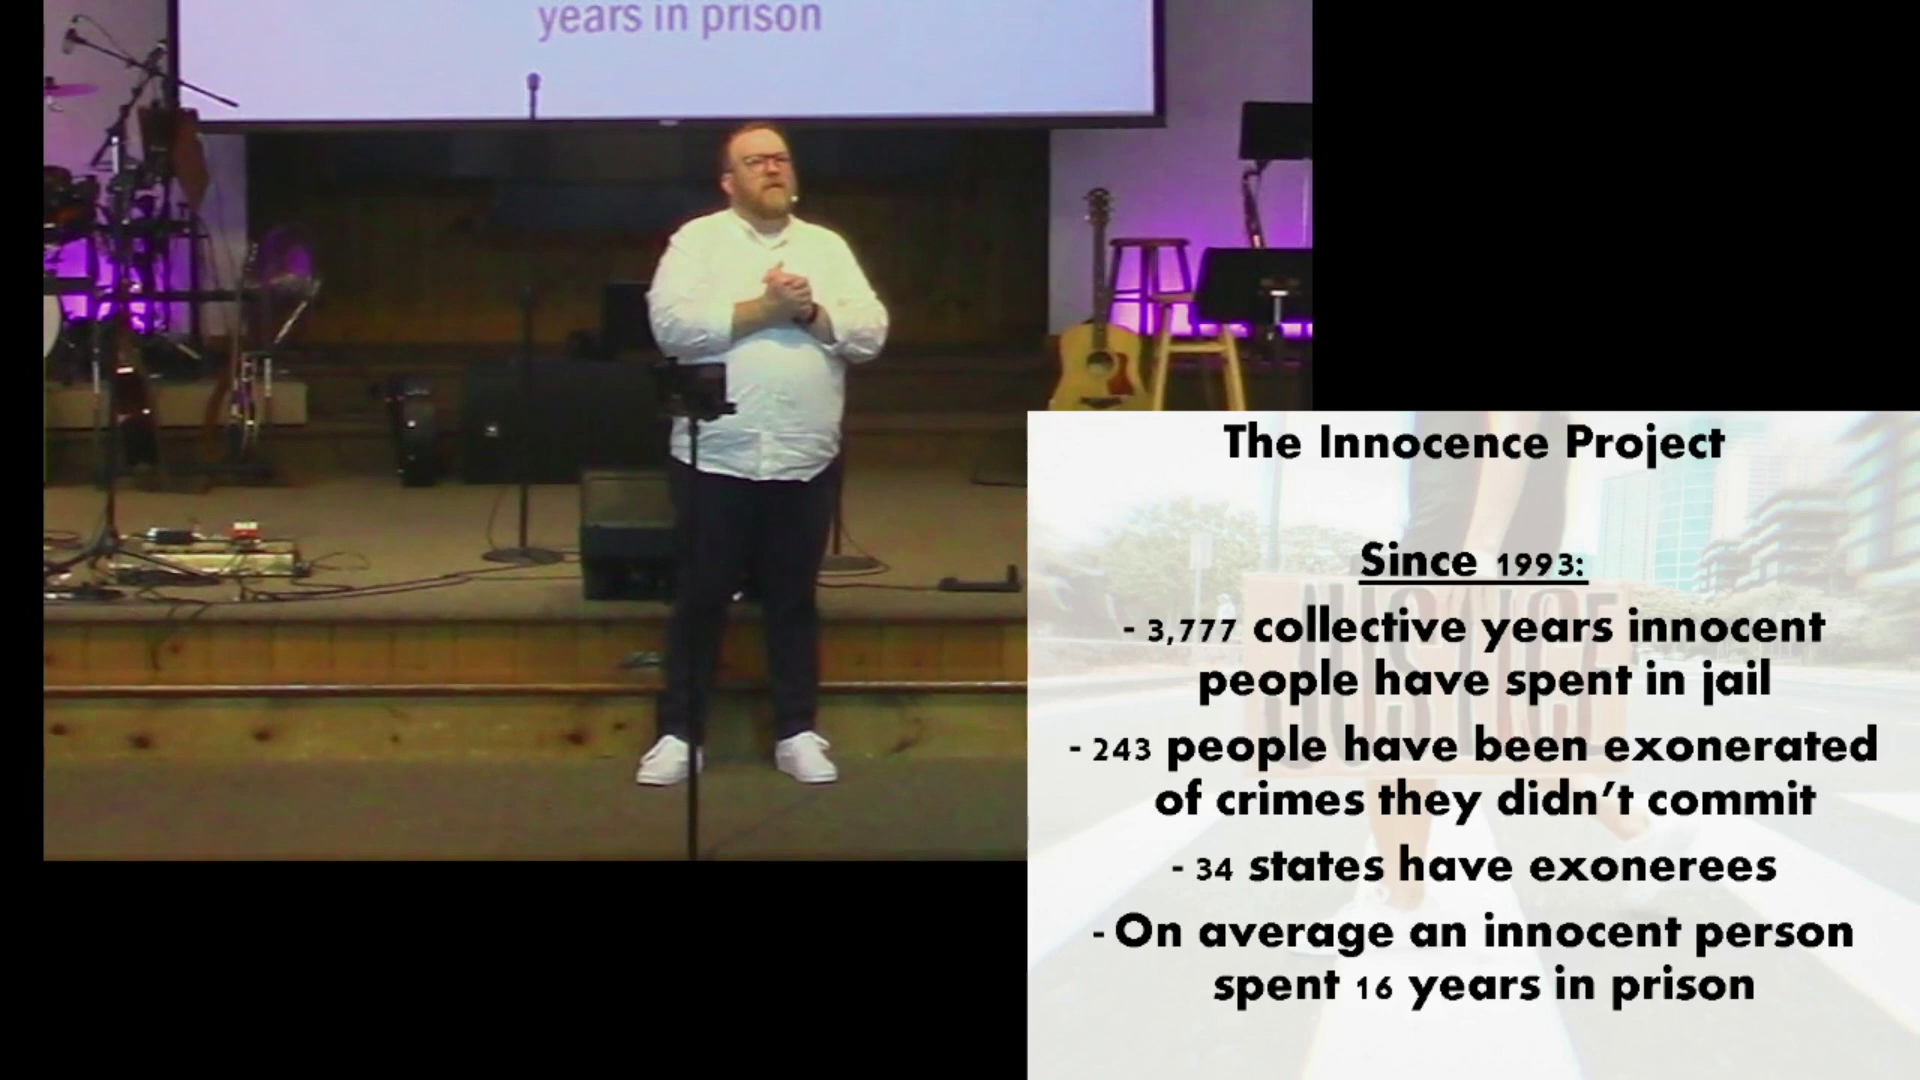 years in prison
The Innocence Project
Since 1993:
- 3,777 collective years innocent
people have spent in jail
- 243 people have been exonerated
of crimes they didn't commit
- 34 states have exonerees
- On average an innocent person
spent 16 years in prison
JUSTICE